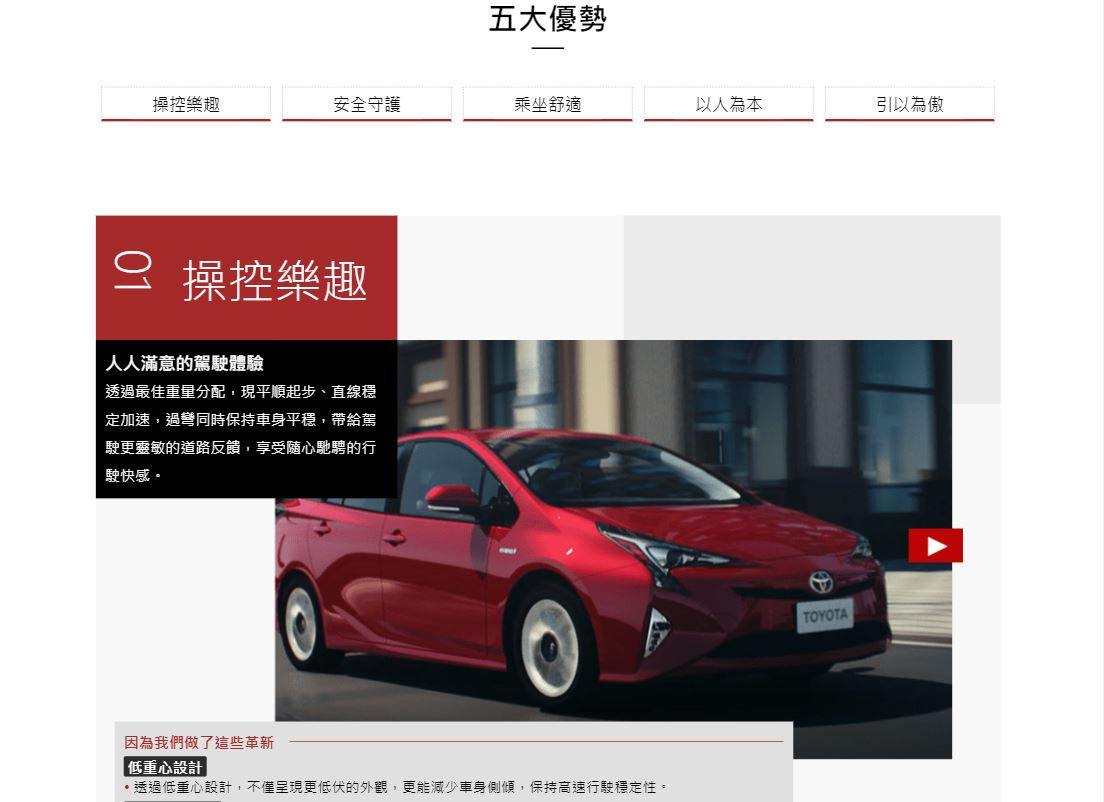 五大優勢
操控樂趣
安全守護
乘坐舒適
以人為本
引以為傲
01
操控樂趣
人人滿意的駕駛體驗
透過最佳重量分配，現平順起步、直線穩
定加速，過彎同時保持車身平穩，帶給駕
駛更靈敏的道路反饋，享受隨心馳騁的行
駛快感。
TOYOTA
因為我們做了這些革新
低重心設計
• 透過低重心設計，不僅呈現更低伏的外觀，更能減少車身側傾，保持高速行駛穩定性。